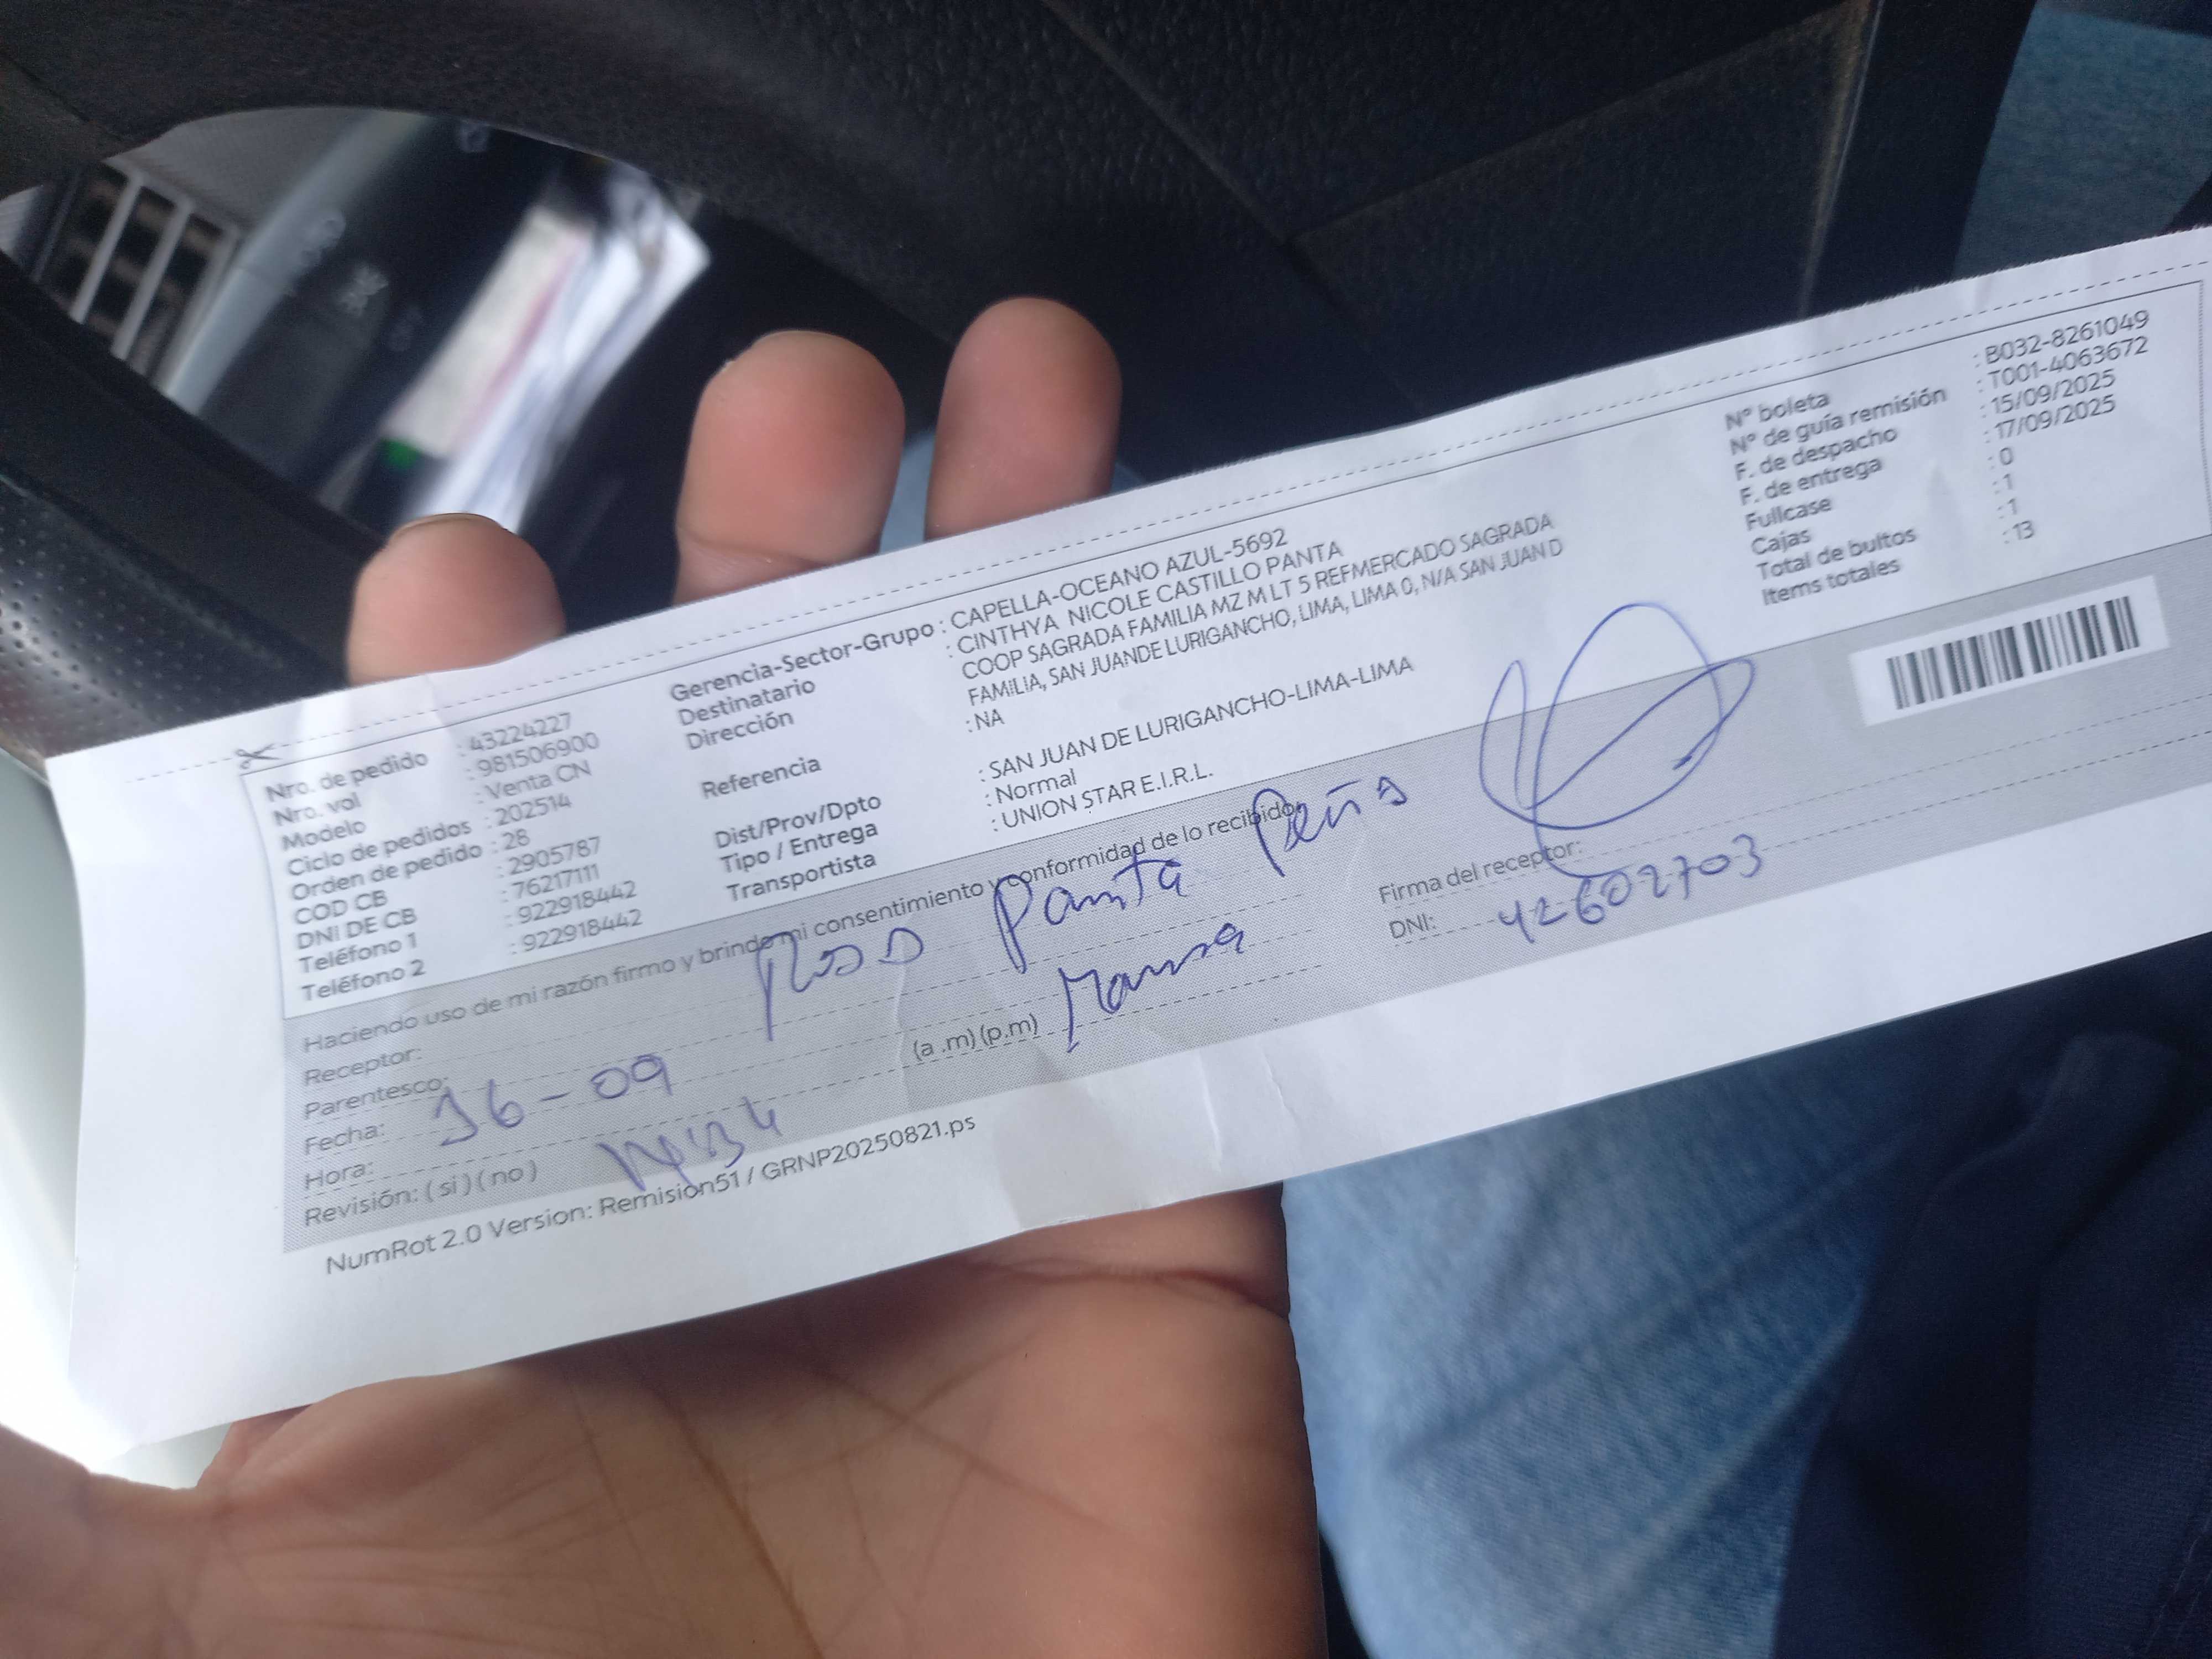 Nro. de pedido : 43224227
Nro. vol : 981506900
Modelo : Venta CN
Ciclo de pedidos : 202514
Orden de pedido : 28
COD CB : 2905787
DNI DE CB : 76217111
Teléfono 1 : 922918442
Teléfono 2 : 922918442
Gerencia-Sector-Grupo : CAPELLA-OCEANO AZUL-5692
Destinatario : CINTHYA NICOLE CASTILLO PANTA
Dirección COOP SAGRADA FAMILIA MZ M LT 5 REFMERCADO SAGRADA
FAMILIA, SAN JUANDE LURIGANCHO, LIMA, LIMA 0, N/A SAN JUAN D
Referencia : NA
Dist/Prov/Dpto : SAN JUAN DE LURIGANCHO-LIMA-LIMA
Tipo / Entrega : Normal
Transportista : UNION STAR E.I.R.L.
N° boleta : B032-8261049
N° de guía remisión : T001-4063672
F. de despacho : 15/09/2025
F. de entrega : 17/09/2025
Fullcase : 0
Cajas : 1
Total de bultos : 1
Items totales : 13
Haciendo uso de mi razón firmo y brindo mi consentimiento y conformidad de lo recibido.
Receptor: Panta Peña
Parentesco:
Fecha: 16-09
Hora: (a .m) (p.m)
Revisión: ( si ) ( no )
Firma del receptor:
DNI: 42602703
NumRot 2.0 Version: Remision51 / GRNP20250821.ps